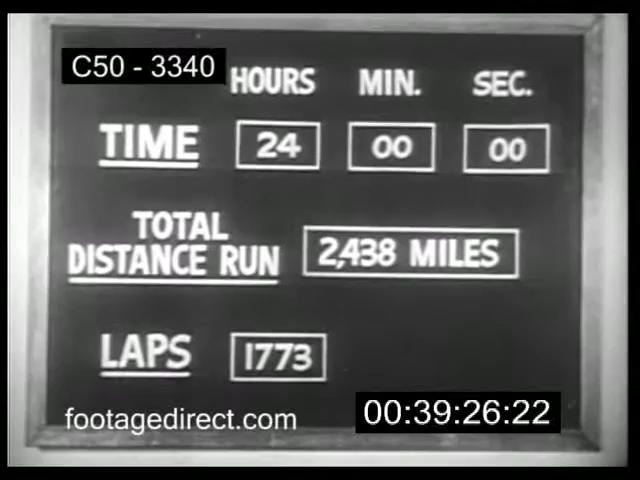 C50 - 3340
HOURS MIN. SEC.
TIME 24 00 00
TOTAL
DISTANCE RUN 2,438 MILES
LAPS 1773
footagedirect.com 00:39:26:22